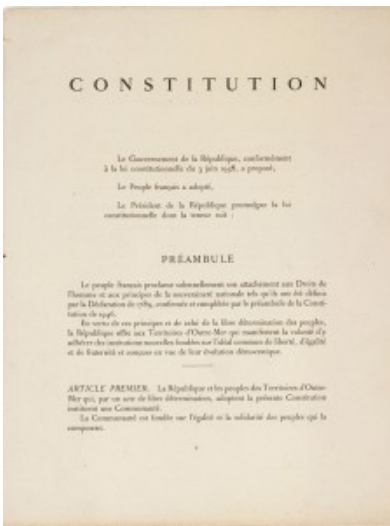 CONSTITUTION
Le Gouvernement de la République, conformément
à la loi constitutionnelle du 3 juin 1958, a proposé,
Le Peuple français a adopté,
Le Président de la République promulgue la loi
constitutionnelle dont la teneur suit :
PRÉAMBULE
Le peuple français proclame solennellement son attachement aux Droits de
l'homme et aux principes de la souveraineté nationale tels qu'ils ont été définis
par la Déclaration de 1789, confirmée et complétée par le préambule de la Consti-
tution de 1946.
En vertu de ces principes et de celui de la libre détermination des peuples,
la République offre aux Territoires d'Outre-Mer qui manifestent la volonté d'y
adhérer des institutions nouvelles fondées sur l'idéal commun de liberté, d'égalité
et de fraternité et conçues en vue de leur évolution démocratique.
ARTICLE PREMIER. La République et les peuples des Territoires d'Outre-
Mer qui, par un acte de libre détermination, adoptent la présente Constitution
instituent une Communauté.
La Communauté est fondée sur l'égalité et la solidarité des peuples qui la
composent.